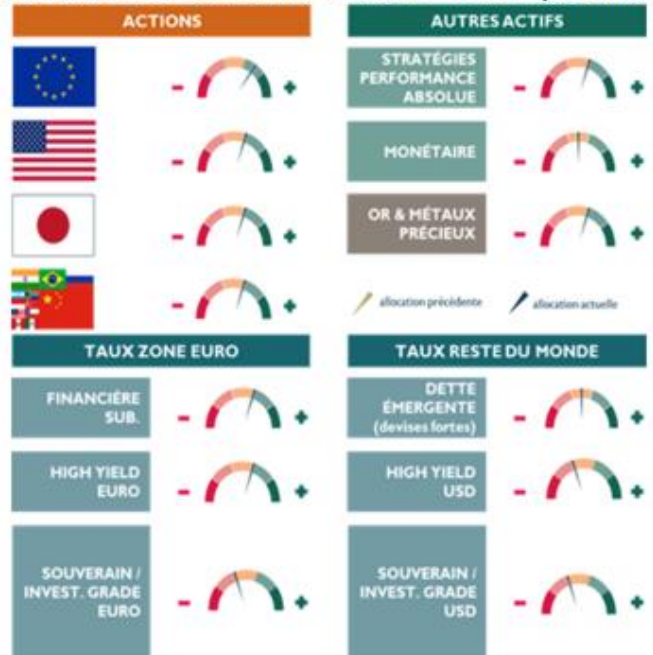 ACTIONS
AUTRES ACTIFS
- +
- +
- +
- +
STRATÉGIES
PERFORMANCE
ABSOLUE
- +
MONÉTAIRE
- +
OR & MÉTAUX
PRÉCIEUX
- +
allocation précédente
allocation actuelle
TAUX ZONE EURO
TAUX RESTE DU MONDE
FINANCIÈRE
SUB.
- +
HIGH YIELD
EURO
- +
SOUVERAIN /
INVEST. GRADE
EURO
- +
DETTE
ÉMERGENTE
(devises fortes)
- +
HIGH YIELD
USD
- +
SOUVERAIN /
INVEST. GRADE
USD
- +